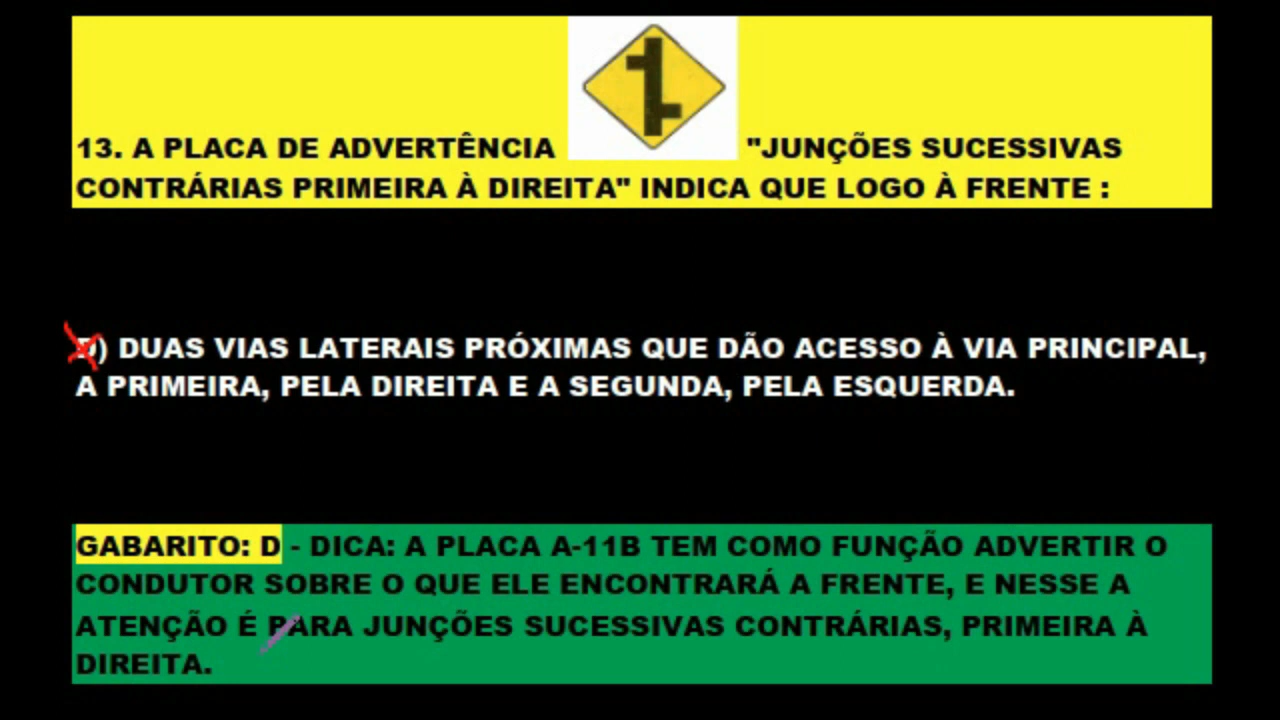 13. A PLACA DE ADVERTÊNCIA "JUNÇÕES SUCESSIVAS
CONTRÁRIAS PRIMEIRA À DIREITA" INDICA QUE LOGO À FRENTE :
D) DUAS VIAS LATERAIS PRÓXIMAS QUE DÃO ACESSO À VIA PRINCIPAL,
A PRIMEIRA, PELA DIREITA E A SEGUNDA, PELA ESQUERDA.
GABARITO: D - DICA: A PLACA A-11B TEM COMO FUNÇÃO ADVERTIR O
CONDUTOR SOBRE O QUE ELE ENCONTRARÁ A FRENTE, E NESSE A
ATENÇÃO É PARA JUNÇÕES SUCESSIVAS CONTRÁRIAS, PRIMEIRA À
DIREITA.